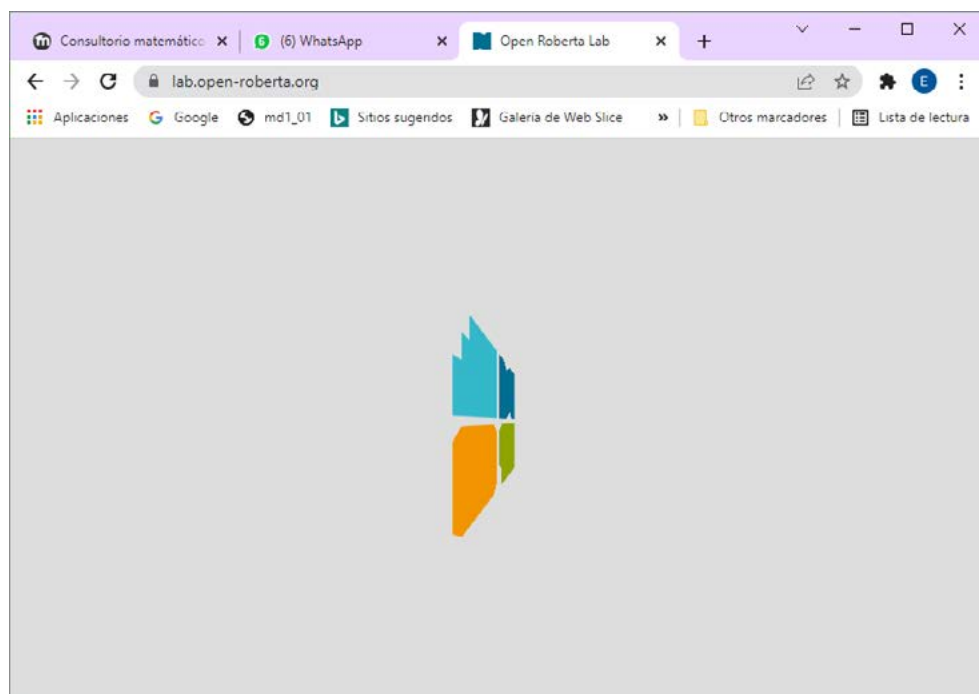 Consultorio matemático
(6) WhatsApp
Open Roberta Lab
lab.open-roberta.org
E
Aplicaciones
Google
md1_01
Sitios sugeridos
Galería de Web Slice
»
Otros marcadores
Lista de lectura